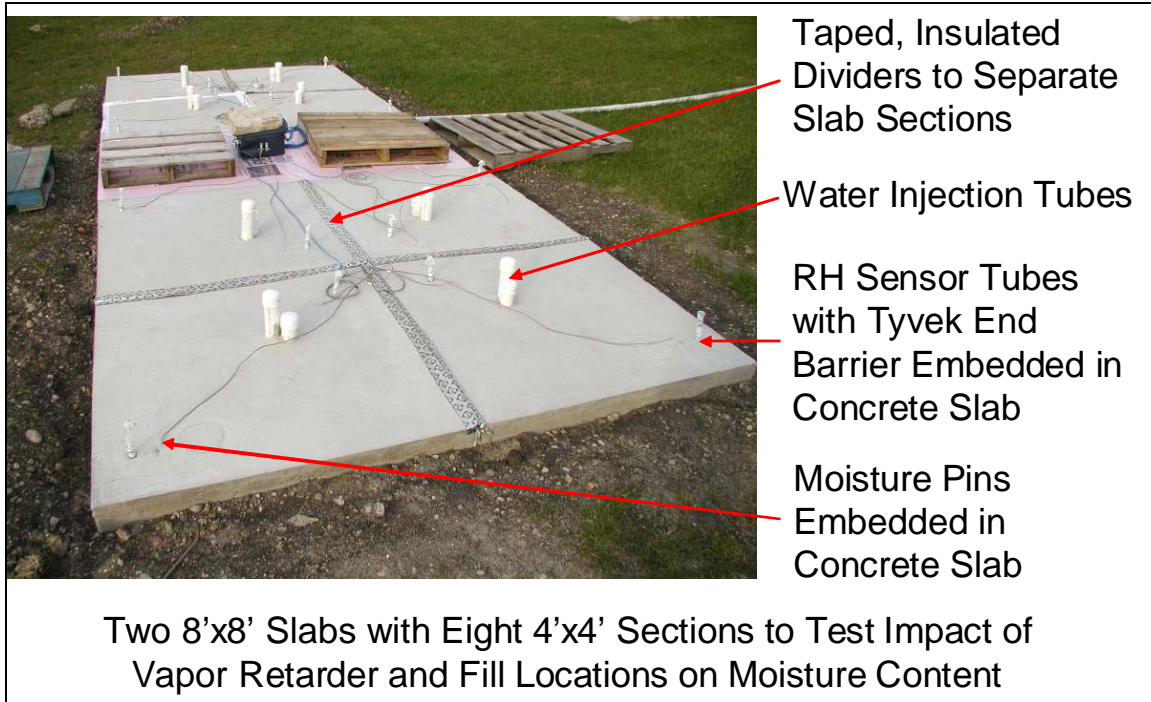 Taped, Insulated
Dividers to Separate
Slab Sections
Water Injection Tubes
RH Sensor Tubes
with Tyvek End
Barrier Embedded in
Concrete Slab
Moisture Pins
Embedded in
Concrete Slab
Two 8'x8' Slabs with Eight 4'x4' Sections to Test Impact of
Vapor Retarder and Fill Locations on Moisture Content